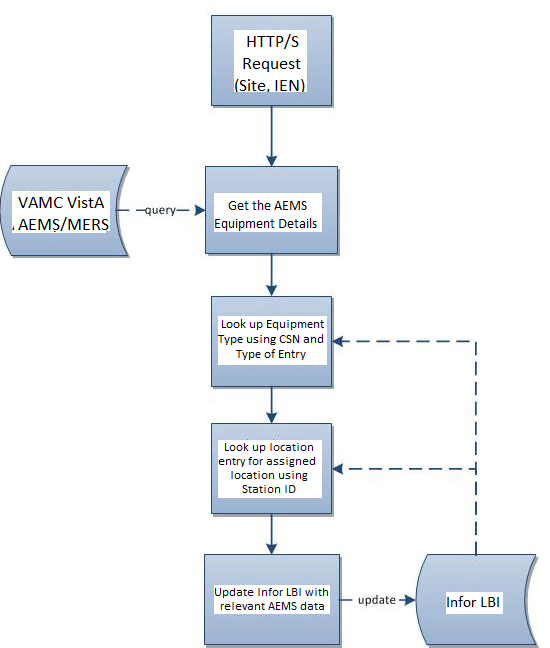 HTTP/S
Request
(Site, IEN)
VAMC VistA
AEMS/MERS
query
Get the AEMS
Equipment Details
Look up Equipment
Type using CSN and
Type of Entry
Look up location
entry for assigned
location using
Station ID
Update Infor LBI with
relevant AEMS data
update
Infor LBI